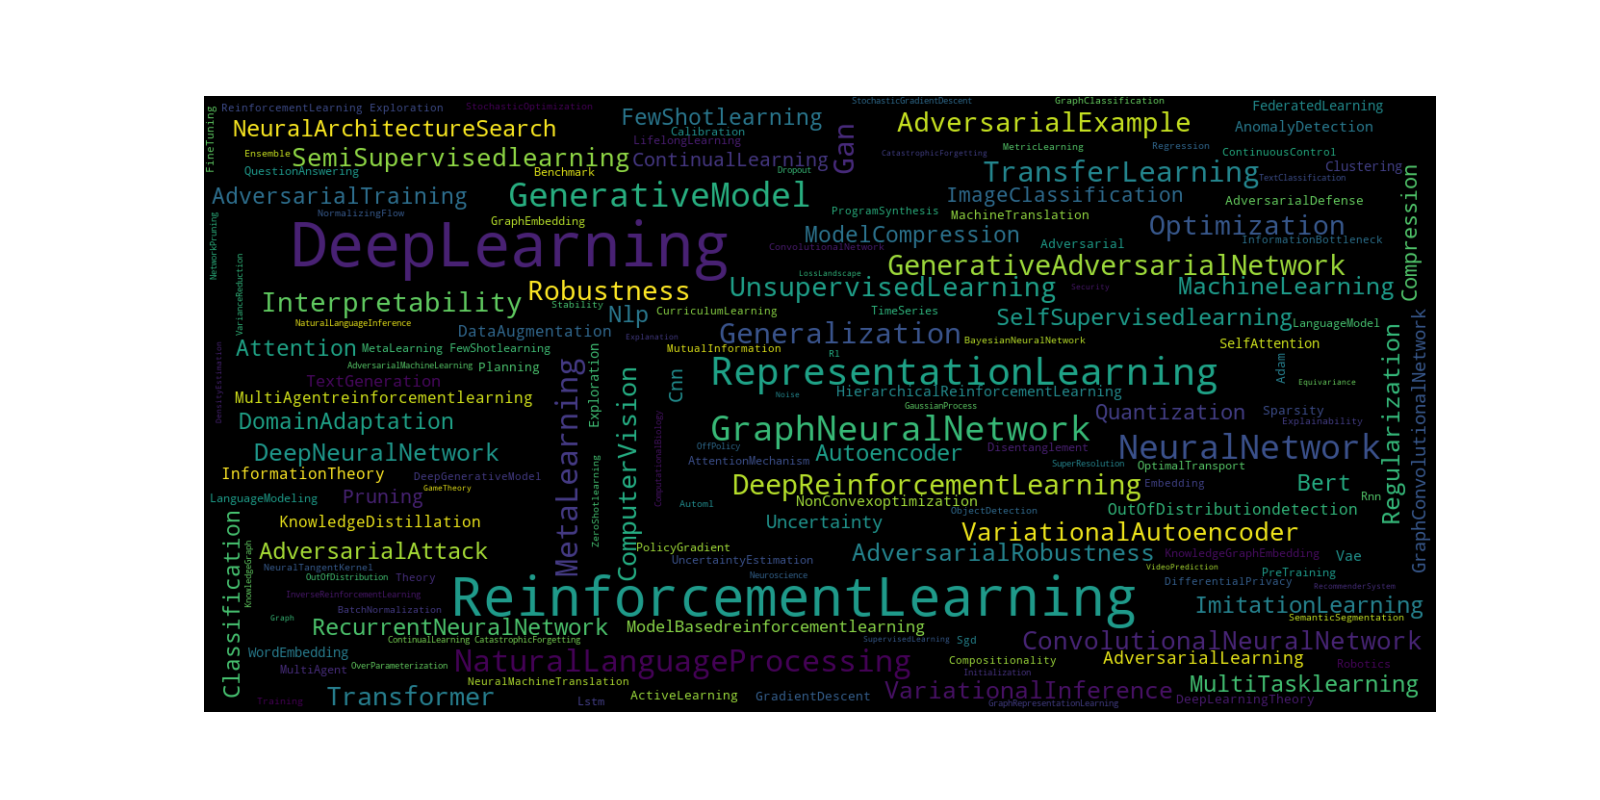 FineTuning
ReinforcementLearning Exploration
StochasticOptimization
NeuralArchitectureSearch
FewShotlearning
Calibration
LifelongLearning
Ensemble
SemiSupervisedlearning
ContinualLearning
Gan
QuestionAnswering
Benchmark
Dropout
StochasticGradientDescent
GraphClassification
FederatedLearning
AdversarialExample
AnomalyDetection
CatastrophicForgetting
MetricLearning
Regression
ContinuousControl
TransferLearning
TextClassification
Clustering
Compression
AdversarialTraining
GenerativeModel
ImageClassification
AdversarialDefense
NormalizingFlow
GraphEmbedding
ProgramSynthesis
MachineTranslation
Optimization
NetworkPruning
DeepLearning
ModelCompression
Adversarial
InformationBottleneck
ConvolutionalNetwork
VarianceReduction
LossLandscape
GenerativeAdversarialNetwork
Interpretability
Robustness
UnsupervisedLearning
Security
MachineLearning
Stability
Nlp
CurriculumLearning
TimeSeries
SelfSupervisedlearning
LanguageModel
NaturalLanguageInference
DataAugmentation
Explanation
Generalization
BayesianNeuralNetwork
SelfAttention
Attention
MetaLearning FewShotlearning
MutualInformation
Rl
DensityEstimation
AdversarialMachineLearning
Planning
Exploration
RepresentationLearning
Adam
Equivariance
Regularization
GraphConvolutionalNetwork
TextGeneration
MetaLearning
ComputerVision
Cnn
Noise
HierarchicalReinforcementLearning
MultiAgentreinforcementlearning
GaussianProcess
DomainAdaptation
ComputationalBiology
GraphNeuralNetwork
Quantization
Sparsity
Explainability
DeepNeuralNetwork
OffPolicy
Autoencoder
Disentanglement
NeuralNetwork
InformationTheory
DeepGenerativeModel
ZeroShotlearning
AttentionMechanism
SuperResolution
OptimalTransport
GameTheory
DeepReinforcementLearning
Embedding
Bert
LanguageModeling
Pruning
Automl
NonConvexoptimization
Rnn
ObjectDetection
OutOfDistributiondetection
Classification
KnowledgeDistillation
Uncertainty
VariationalAutoencoder
KnowledgeGraph
AdversarialAttack
PolicyGradient
UncertaintyEstimation
AdversarialRobustness
KnowledgeGraphEmbedding
Vae
NeuralTangentKernel
OutOfDistribution
Theory
Neuroscience
VideoPrediction
PreTraining
DifferentialPrivacy
RecommenderSystem
InverseReinforcementLearning
ReinforcementLearning
BatchNormalization
ImitationLearning
Graph
SemanticSegmentation
RecurrentNeuralNetwork
ModelBasedreinforcementlearning
ContinualLearning CatastrophicForgetting
SupervisedLearning
Sgd
ConvolutionalNeuralNetwork
WordEmbedding
MultiAgent
OverParameterization
NaturalLanguageProcessing
Compositionality
AdversarialLearning
Robotics
Initialization
NeuralMachineTranslation
MultiTasklearning
Training
Transformer
Lstm
ActiveLearning
GradientDescent
VariationalInference
GraphRepresentationLearning
DeepLearningTheory